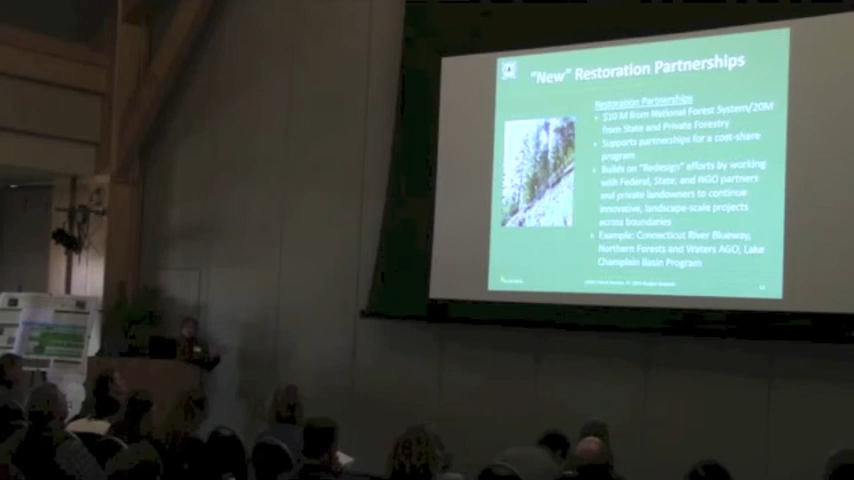 "New" Restoration Partnerships
Restoration Partnerships
• $10 M from National Forest System/20M
from State and Private Forestry
• Supports partnerships for a cost-share
program
• Builds on "Redesign" efforts by working
with Federal, State, and NGO partners
and private landowners to continue
innovative, landscape-scale projects
across boundaries
• Example: Connecticut River Blueway,
Northern Forests and Waters AGO, Lake
Champlain Basin Program